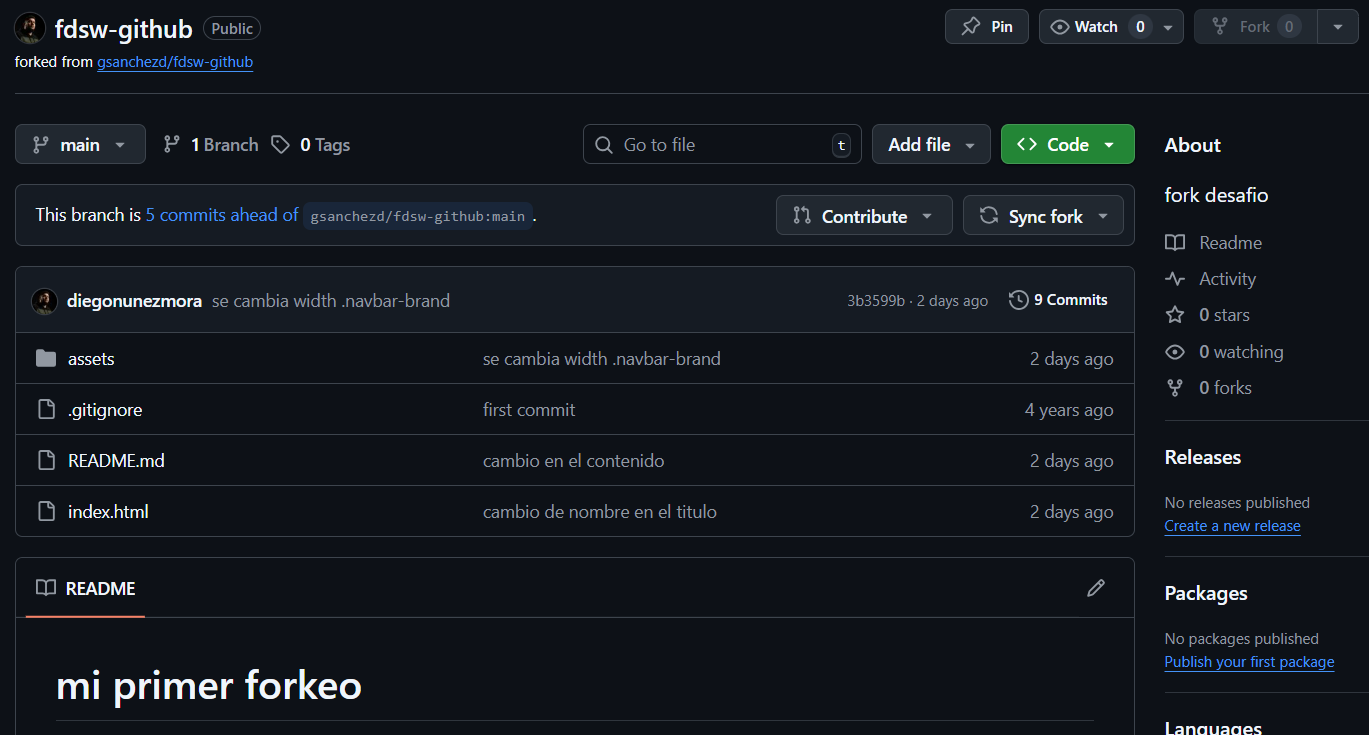 fdsw-github Public Pin Watch 0 Fork 0
forked from gsanchezd/fdsw-github
main 1 Branch 0 Tags Go to file t Add file Code
This branch is 5 commits ahead of gsanchezd/fdsw-github:main . Contribute Sync fork
diegonunezmora se cambia width .navbar-brand 3b3599b · 2 days ago 9 Commits
assets se cambia width .navbar-brand 2 days ago
.gitignore first commit 4 years ago
README.md cambio en el contenido 2 days ago
index.html cambio de nombre en el titulo 2 days ago
README
mi primer forkeo
About
fork desafio
Readme
Activity
0 stars
0 watching
0 forks
Releases
No releases published
Create a new release
Packages
No packages published
Publish your first package
Languages